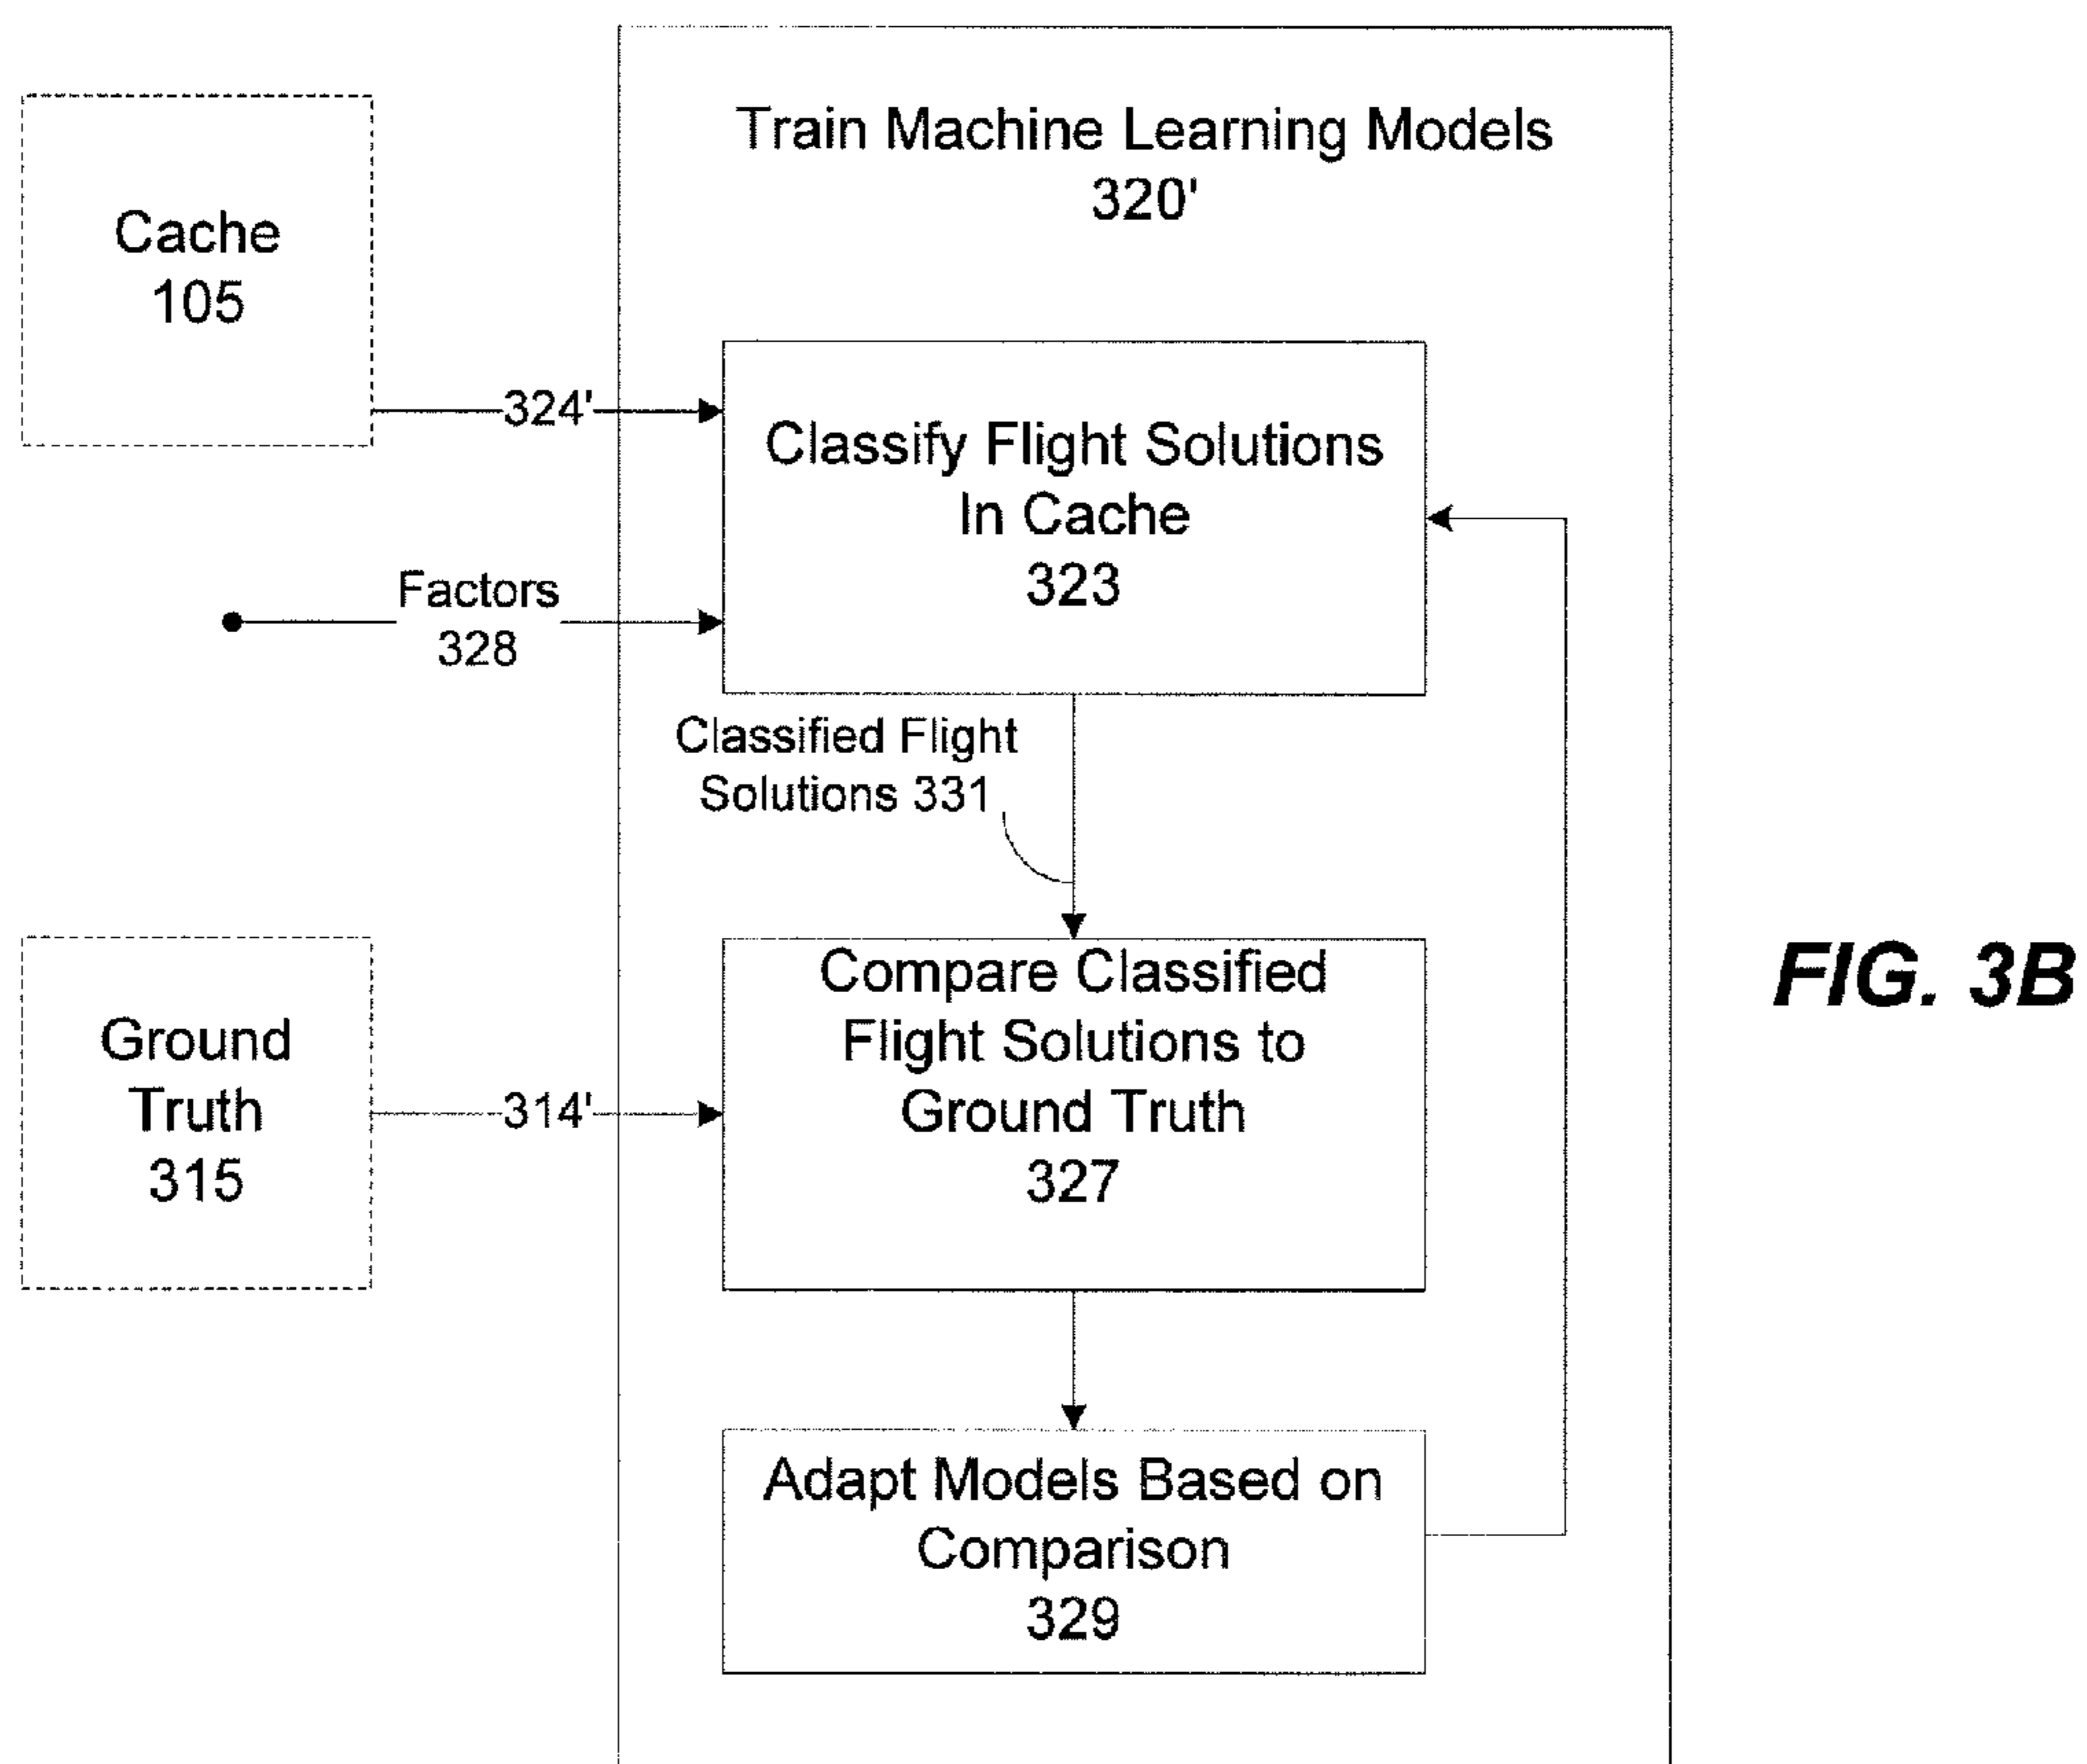 Train Machine Learning Models
320'
Cache
105
324'
Classify Flight Solutions
In Cache
323
Factors
328
Classified Flight
Solutions 331
Ground
Truth
315
314'
Compare Classified
Flight Solutions to
Ground Truth
327
Adapt Models Based on
Comparison
329
FIG. 3B